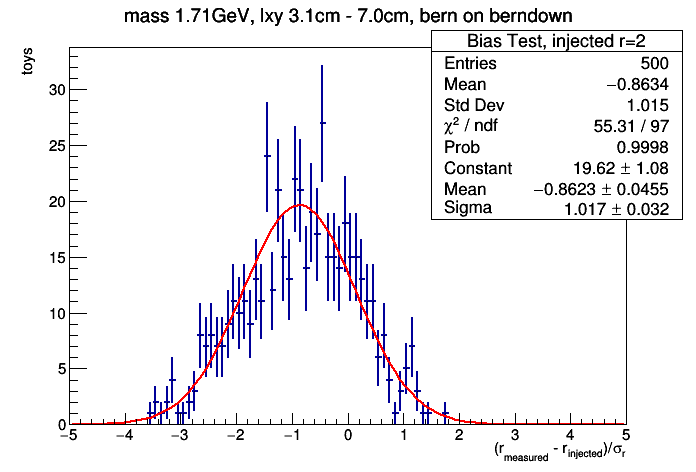 mass 1.71GeV, lxy 3.1cm - 7.0cm, bern on berndown
Bias Test, injected r=2
Entries 500
Mean −0.8634
Std Dev 1.015
χ² / ndf 55.31 / 97
Prob 0.9998
Constant 19.62 ± 1.08
Mean −0.8623 ± 0.0455
Sigma 1.017 ± 0.032
toys
30
25
20
15
10
5
0
−5 −4 −3 −2 −1 0 1 2 3 4 5
(r_measured - r_injected)/σ_r